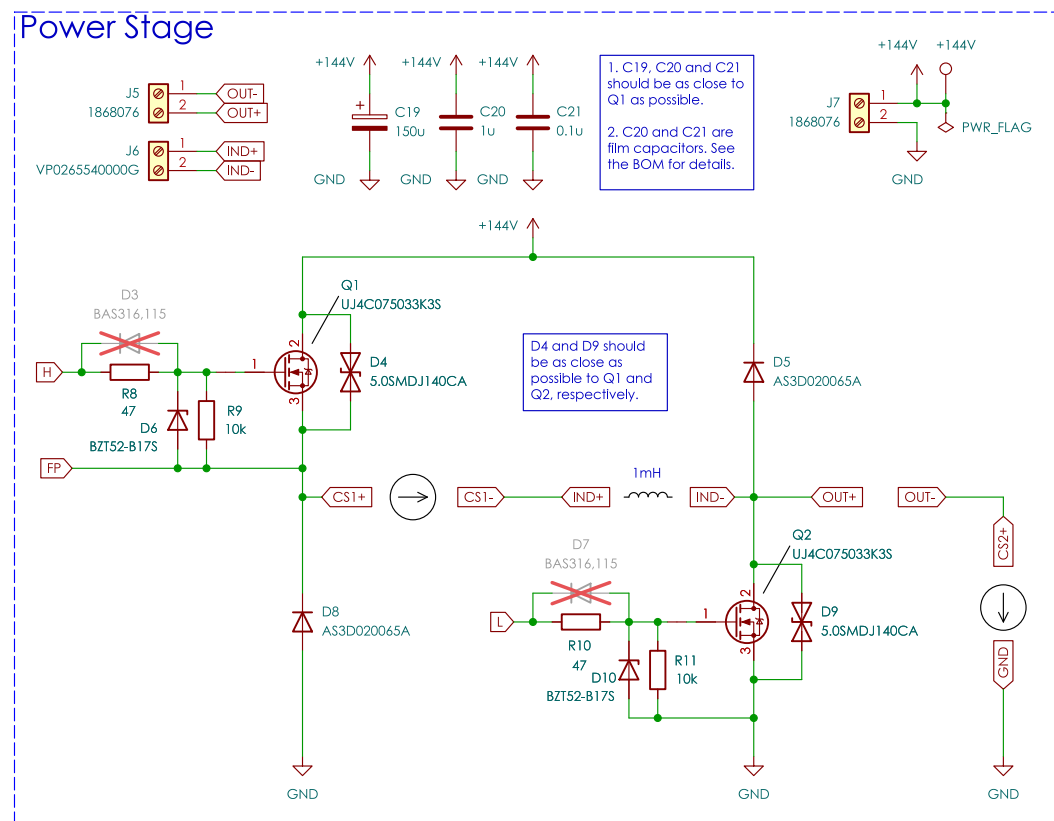 Power Stage
J5
1868076
1
2
OUT-
OUT+
J6
VP0265540000G
1
2
IND+
IND-
+144V
+
C19
150u
GND
+144V
C20
1u
GND
+144V
C21
0.1u
GND
1. C19, C20 and C21
should be as close to
Q1 as possible.
2. C20 and C21 are
film capacitors. See
the BOM for details.
+144V
+144V
J7
1868076
1
2
PWR_FLAG
GND
+144V
Q1
UJ4C075033K3S
D3
BAS316,115
H
R8
47
1
2
3
D4
5.0SMDJ140CA
D6
BZT52-B17S
R9
10k
FP
D4 and D9 should
be as close as
possible to Q1 and
Q2, respectively.
D5
AS3D020065A
CS1+
CS1-
IND+
1mH
IND-
OUT+
OUT-
CS2+
Q2
UJ4C075033K3S
D7
BAS316,115
L
R10
47
1
2
3
D9
5.0SMDJ140CA
D10
BZT52-B17S
R11
10k
D8
AS3D020065A
GND
GND
GND
GND